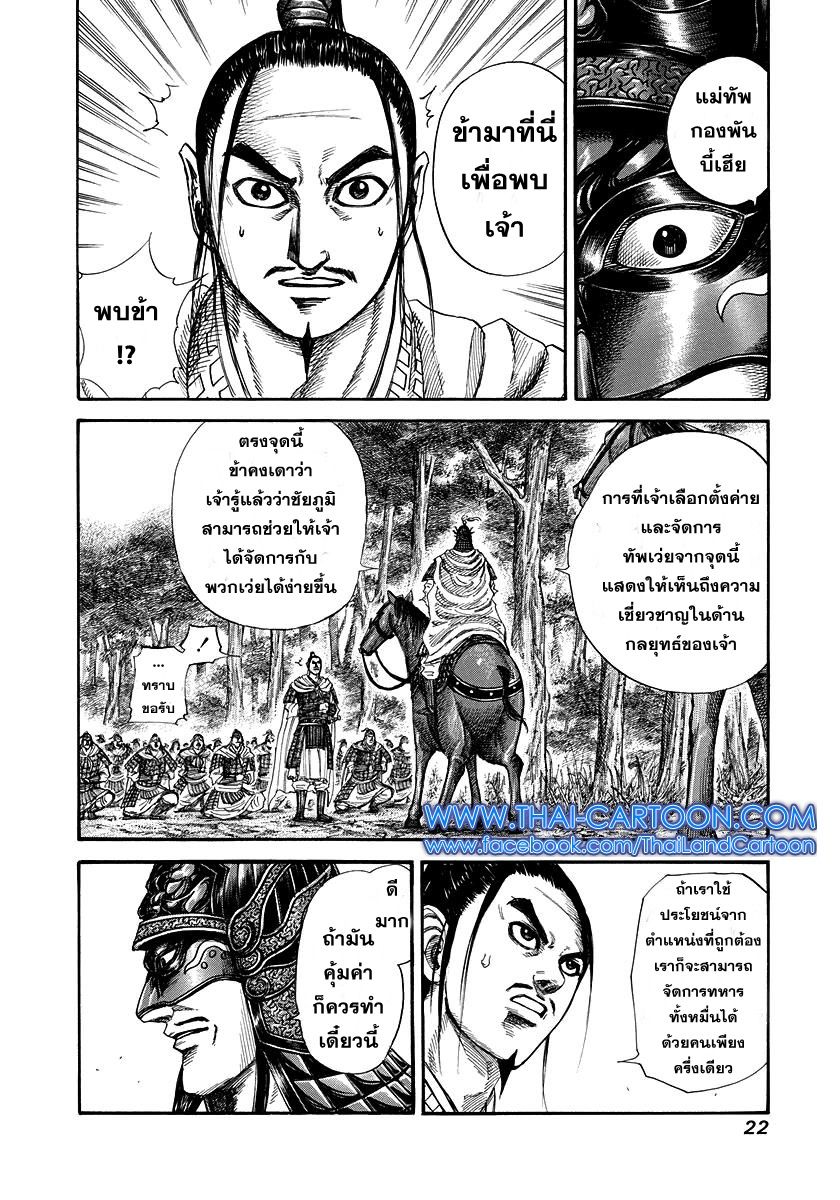 แม่ทัพ
กองพัน
บี้เฮีย
ข้ามาที่นี่
เพื่อพบ
เจ้า
พบข้า
!?
การที่เจ้าเลือกตั้งค่าย
และจัดการ
ทัพเว่ยจากจุดนี้
แสดงให้เห็นถึงความ
เชี่ยวชาญในด้าน
กลยุทธ์ของเจ้า
ตรงจุดนี้
ข้าคงเดาว่า
เจ้ารู้แล้วว่าชัยภูมิ
สามารถช่วยให้เจ้า
ได้จัดการกับ
พวกเว่ยได้ง่ายขึ้น
!
...
ทราบ
ขอรับ
WWW.THAI-CARTOON.COM
www.facebook.com/ThaiLandCartoon
ถ้าเราใช้
ประโยชน์จาก
ตำแหน่งที่ถูกต้อง
เราก็จะสามารถ
จัดการทหาร
ทั้งหมื่นได้
ด้วยคนเพียง
ครึ่งเดียว
ดี
มาก
ถ้ามัน
คุ้มค่า
ก็ควรทำ
เดี๋ยวนี้
22